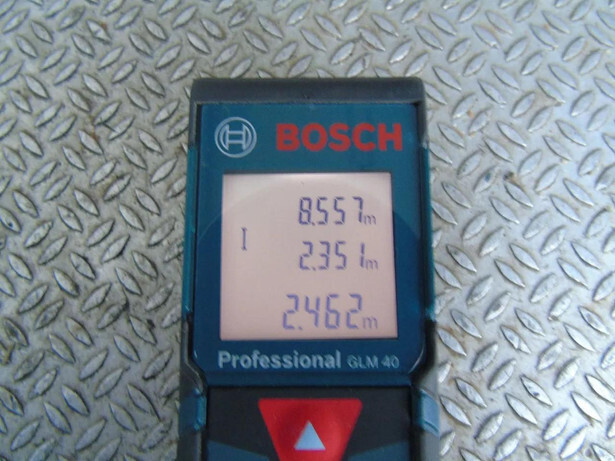 BOSCH
8.557m
I
2.351m
2.462m
Professional GLM 40